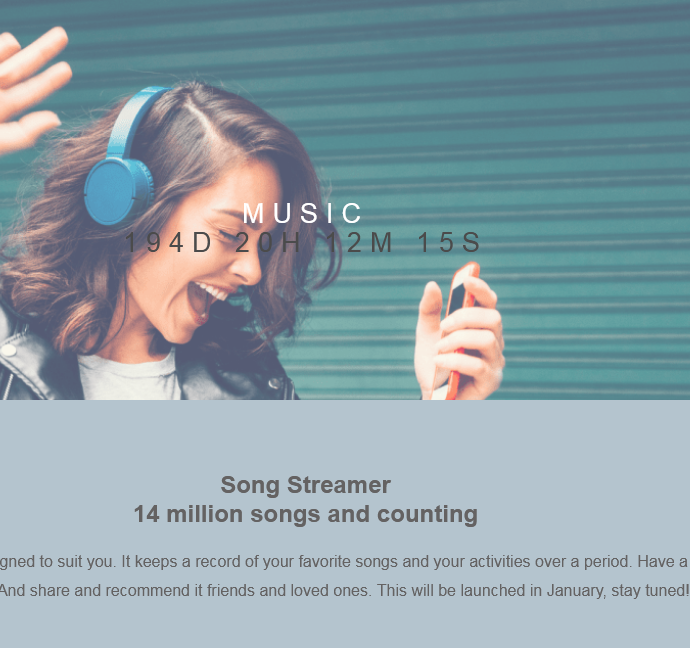 MUSIC
194D 20H 12M 15S
Song Streamer
14 million songs and counting
gned to suit you. It keeps a record of your favorite songs and your activities over a period. Have a
And share and recommend it friends and loved ones. This will be launched in January, stay tuned!